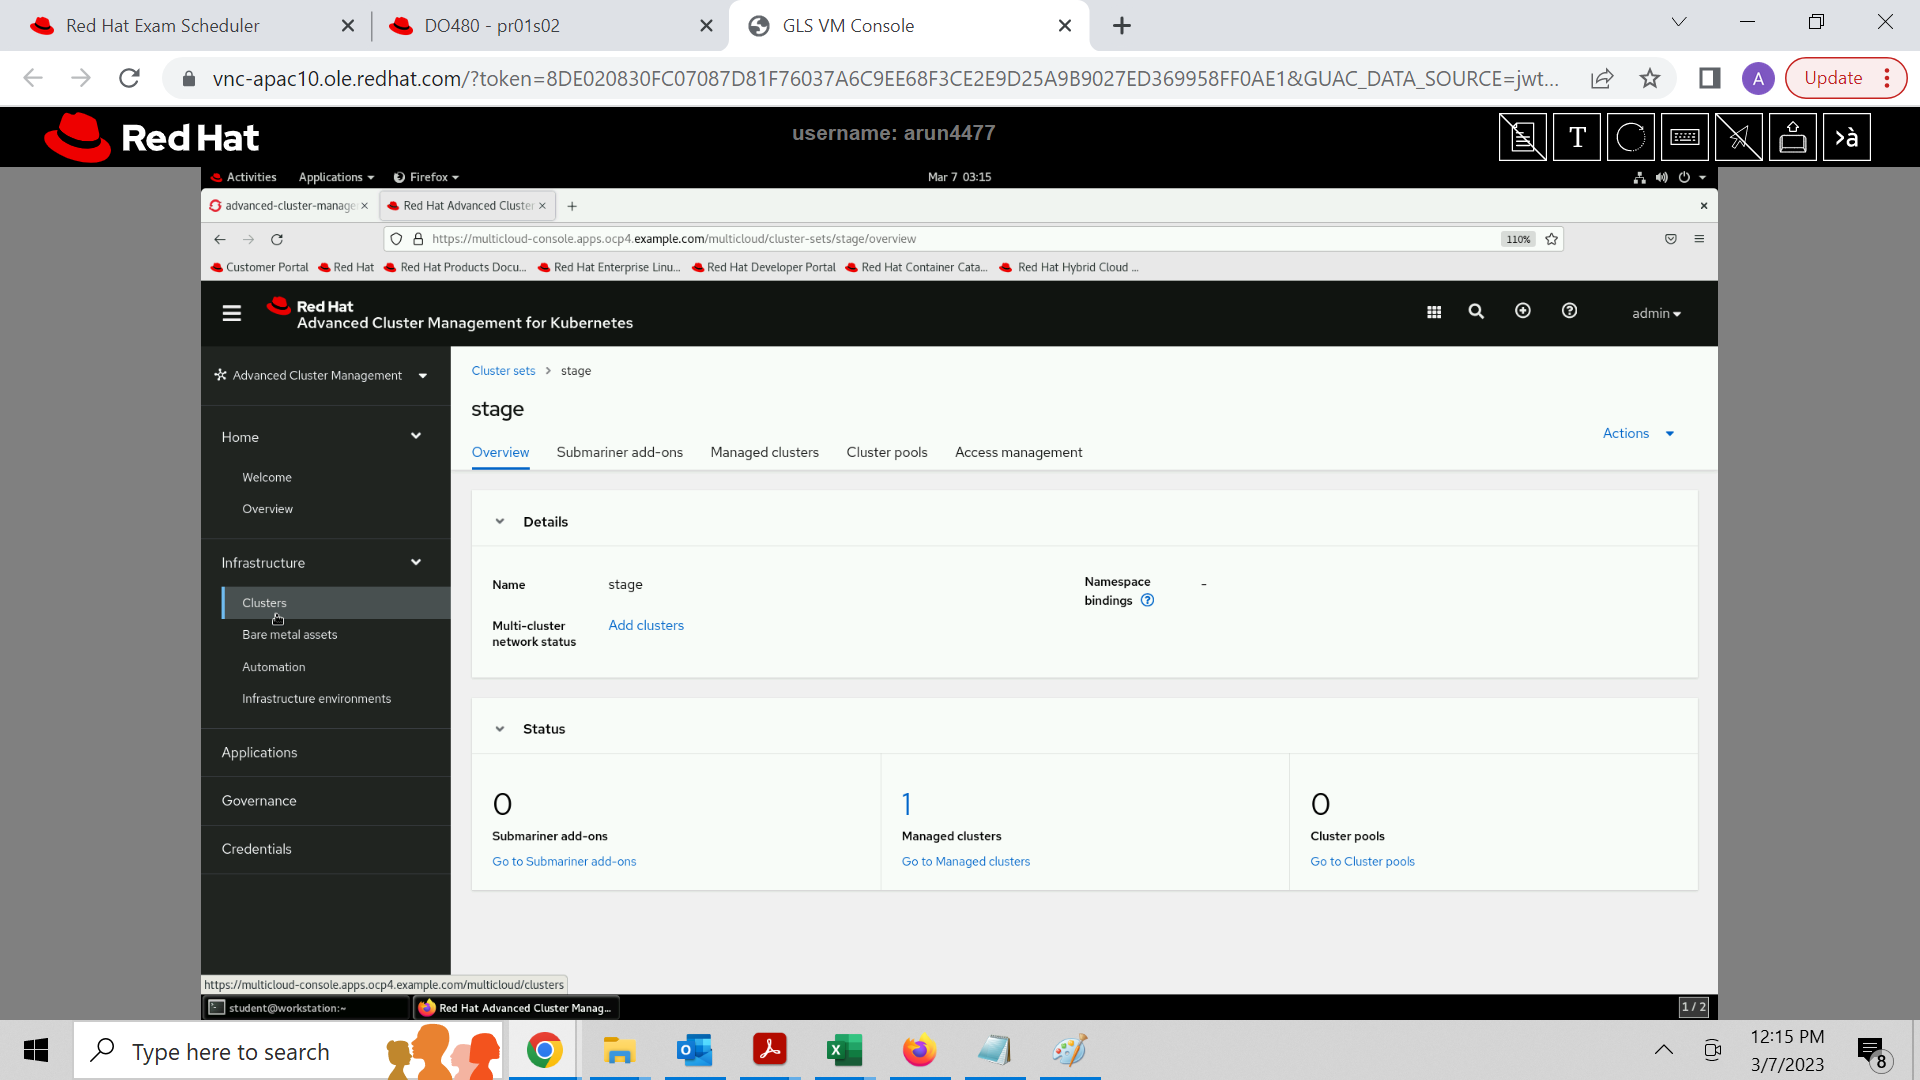 Red Hat Exam Scheduler
DO480 - pr01s02
GLS VM Console
vnc-apac10.ole.redhat.com/?token=8DE020830FC07087D81F76037A6C9EE68F3CE2E9D25A9B9027ED369958FF0AE1&GUAC_DATA_SOURCE=jwt...
A
Update
Red Hat
username: arun4477
T
›à
Activities
Applications
Firefox
Mar 7 03:15
advanced-cluster-manage
Red Hat Advanced Cluster
https://multicloud-console.apps.ocp4.example.com/multicloud/cluster-sets/stage/overview
110%
Customer Portal
Red Hat
Red Hat Products Docu...
Red Hat Enterprise Linu...
Red Hat Developer Portal
Red Hat Container Cata...
Red Hat Hybrid Cloud ...
Red Hat
Advanced Cluster Management for Kubernetes
admin
Advanced Cluster Management
Home
Welcome
Overview
Infrastructure
Clusters
Bare metal assets
Automation
Infrastructure environments
Applications
Governance
Credentials
Cluster sets > stage
stage
Actions
Overview
Submariner add-ons
Managed clusters
Cluster pools
Access management
Details
Name
stage
Namespace
bindings
-
Multi-cluster
network status
Add clusters
Status
0
Submariner add-ons
Go to Submariner add-ons
1
Managed clusters
Go to Managed clusters
0
Cluster pools
Go to Cluster pools
https://multicloud-console.apps.ocp4.example.com/multicloud/clusters
student@workstation:~
Red Hat Advanced Cluster Manag...
1 / 2
Type here to search
12:15 PM
3/7/2023
8